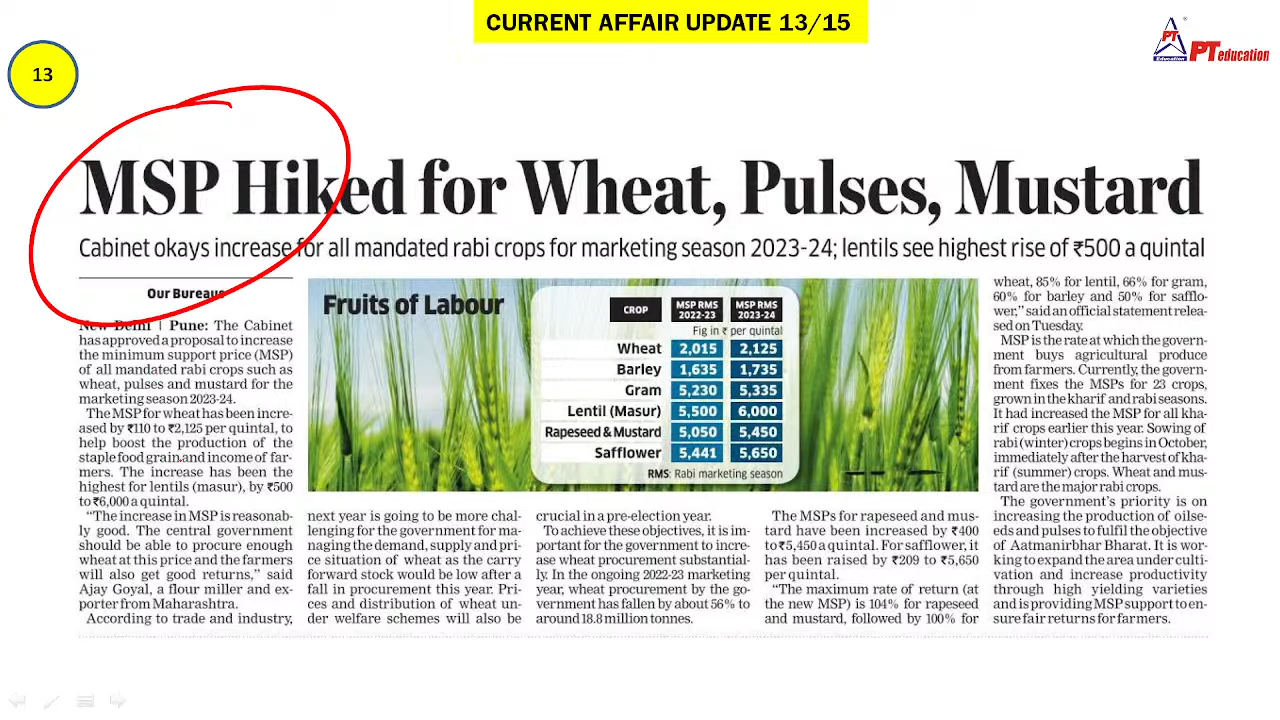 CURRENT AFFAIR UPDATE 13/15
PT
Education
PT education
13
MSP Hiked for Wheat, Pulses, Mustard
Cabinet okays increase for all mandated rabi crops for marketing season 2023-24; lentils see highest rise of ₹500 a quintal
Our Bureau
New Delhi | Pune: The Cabinet
has approved a proposal to increase
the minimum support price (MSP)
of all mandated rabi crops such as
wheat, pulses and mustard for the
marketing season 2023-24.
The MSP for wheat has been incre-
ased by ₹110 to ₹2,125 per quintal, to
help boost the production of the
staple food grain and income of far-
mers. The increase has been the
highest for lentils (masur), by ₹500
to ₹6,000 a quintal.
“The increase in MSP is reasonab-
ly good. The central government
should be able to procure enough
wheat at this price and the farmers
will also get good returns,” said
Ajay Goyal, a flour miller and ex-
porter from Maharashtra.
According to trade and industry,
Fruits of Labour
CROP
MSP RMS 2022-23
MSP RMS 2023-24
Fig in ₹ per quintal
Wheat 2,015 2,125
Barley 1,635 1,735
Gram 5,230 5,335
Lentil (Masur) 5,500 6,000
Rapeseed & Mustard 5,050 5,450
Safflower 5,441 5,650
RMS: Rabi marketing season
next year is going to be more chal-
lenging for the government for ma-
naging the demand, supply and pri-
ce situation of wheat as the carry
forward stock would be low after a
fall in procurement this year. Pri-
ces and distribution of wheat un-
der welfare schemes will also be
crucial in a pre-election year.
To achieve these objectives, it is im-
portant for the government to incre-
ase wheat procurement substantial-
ly. In the ongoing 2022-23 marketing
year, wheat procurement by the go-
vernment has fallen by about 56% to
around 18.8 million tonnes.
The MSPs for rapeseed and mus-
tard have been increased by ₹400
to ₹5,450 a quintal. For safflower, it
has been raised by ₹209 to ₹5,650
per quintal.
“The maximum rate of return (at
the new MSP) is 104% for rapeseed
and mustard, followed by 100% for
wheat, 85% for lentil, 66% for gram,
60% for barley and 50% for safflo-
wer,” said an official statement relea-
sed on Tuesday.
MSP is the rate at which the govern-
ment buys agricultural produce
from farmers. Currently, the govern-
ment fixes the MSPs for 23 crops,
grown in the kharif and rabi seasons.
It had increased the MSP for all kha-
rif crops earlier this year. Sowing of
rabi (winter) crops begins in October,
immediately after the harvest of kha-
rif (summer) crops. Wheat and mus-
tard are the major rabi crops.
The government’s priority is on
increasing the production of oilse-
eds and pulses to fulfil the objective
of Aatmanirbhar Bharat. It is wor-
king to expand the area under culti-
vation and increase productivity
through high yielding varieties
and is providing MSP support to en-
sure fair returns for farmers.